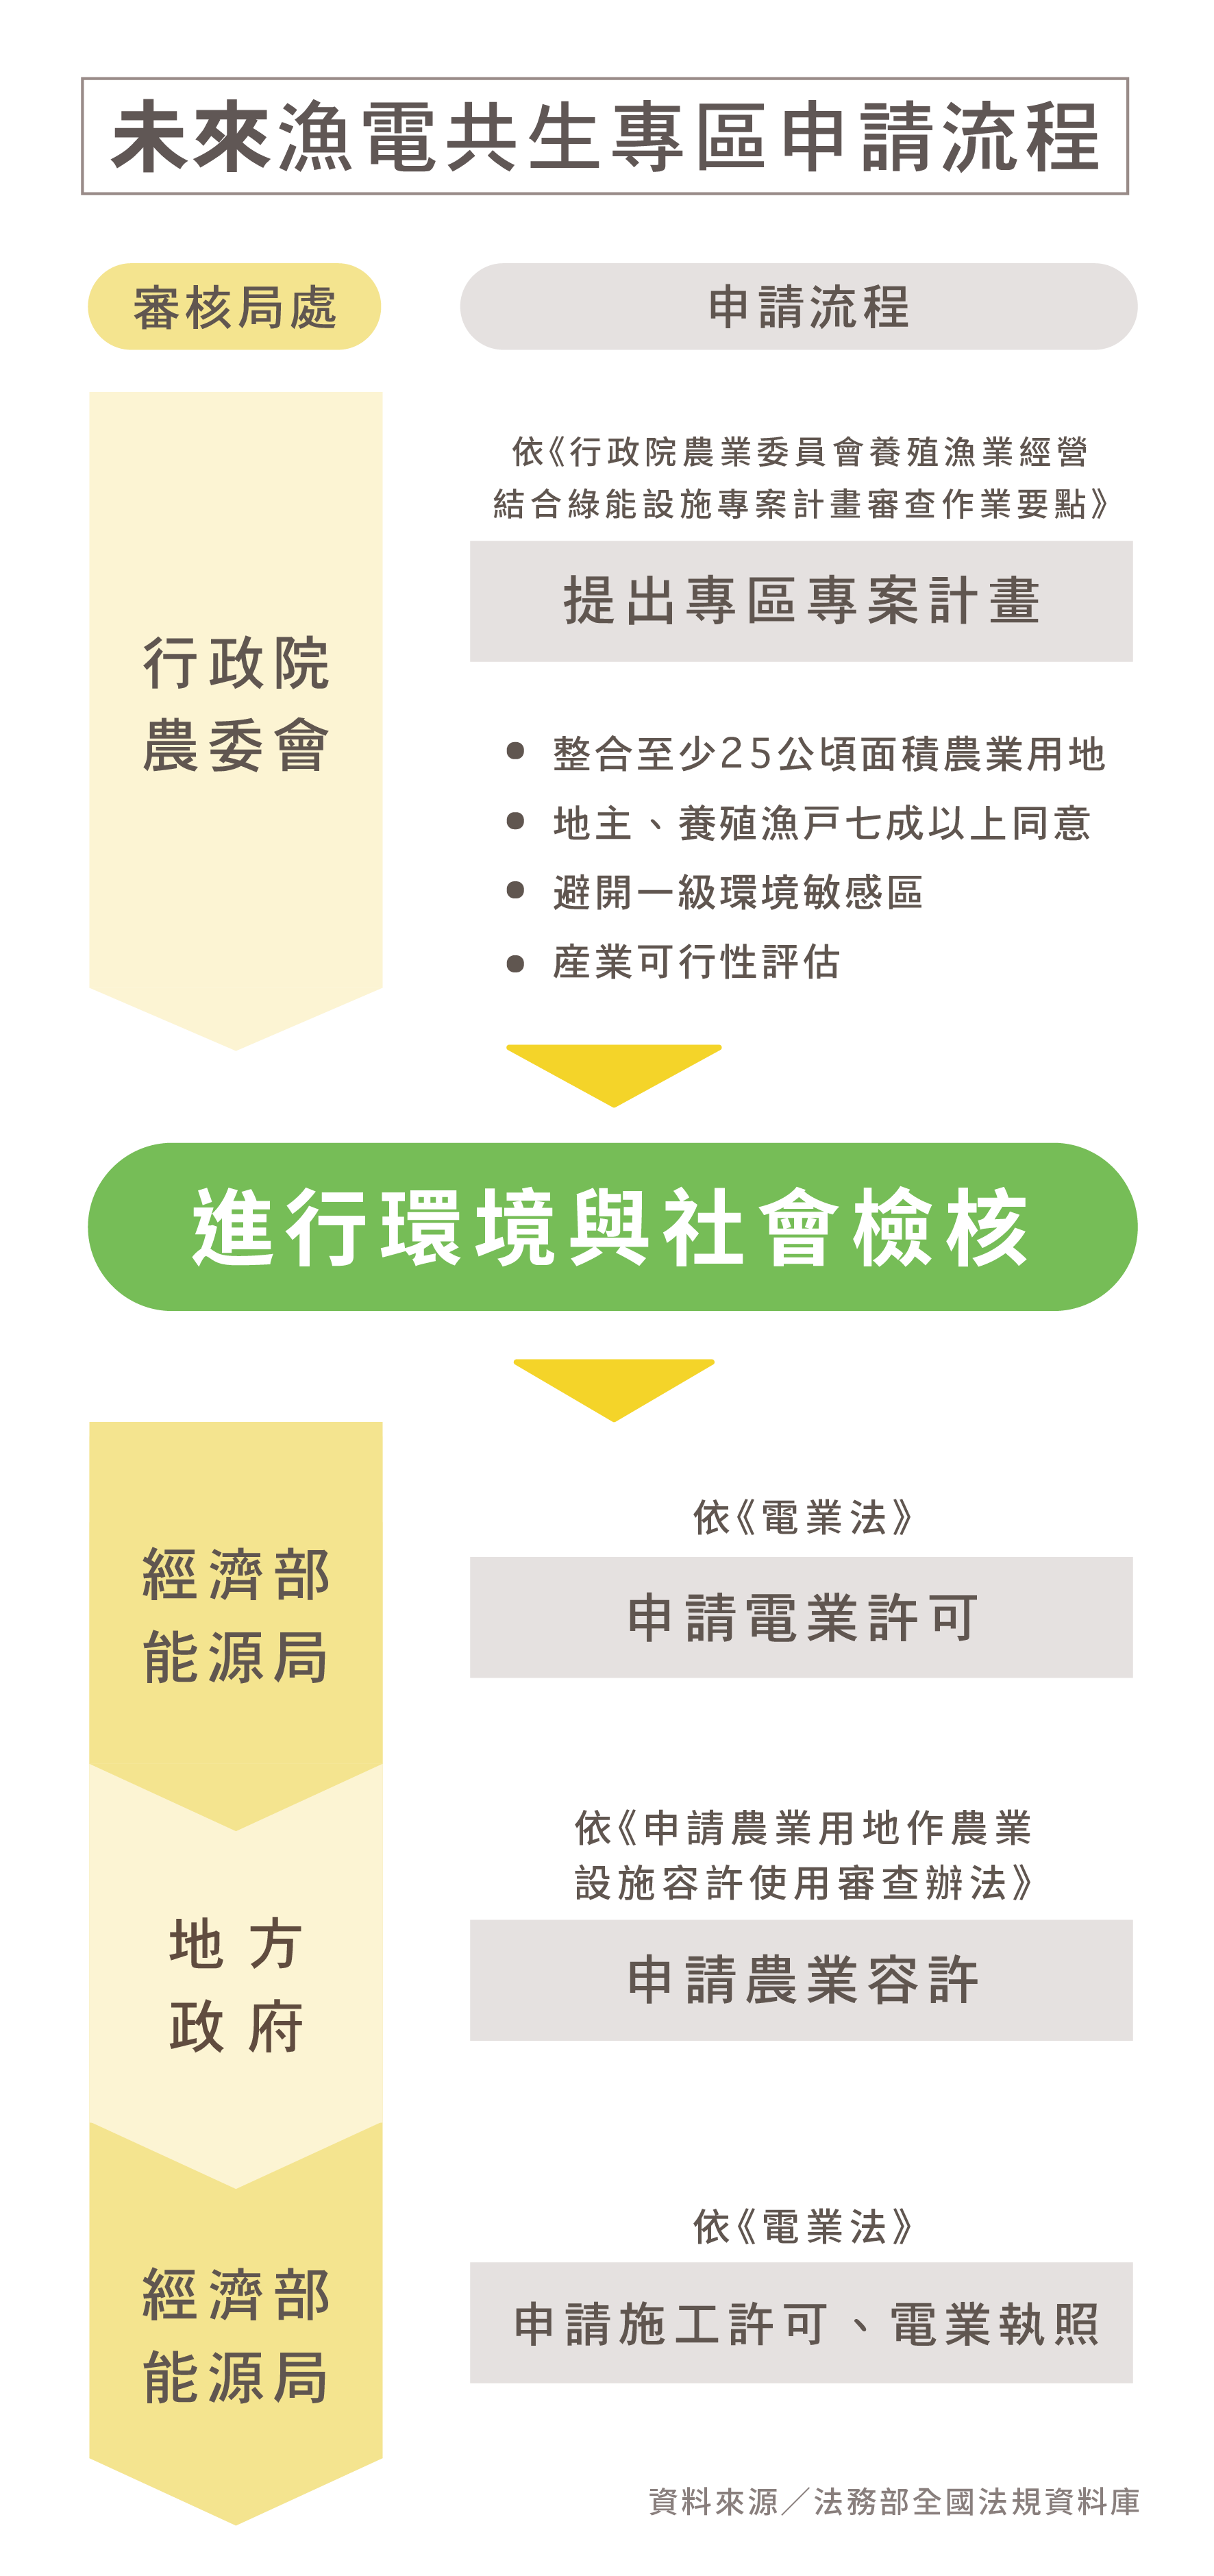 未來漁電共生專區申請流程
審核局處
申請流程
行政院
農委會
依《行政院農業委員會養殖漁業經營
結合綠能設施專案計畫審查作業要點》
提出專區專案計畫
• 整合至少25公頃面積農業用地
• 地主、養殖漁戶七成以上同意
• 避開一級環境敏感區
• 産業可行性評估
進行環境與社會檢核
經濟部
能源局
依《電業法》
申請電業許可
地方
政府
依《申請農業用地作農業
設施容許使用審查辦法》
申請農業容許
經濟部
能源局
依《電業法》
申請施工許可、電業執照
資料來源／法務部全國法規資料庫